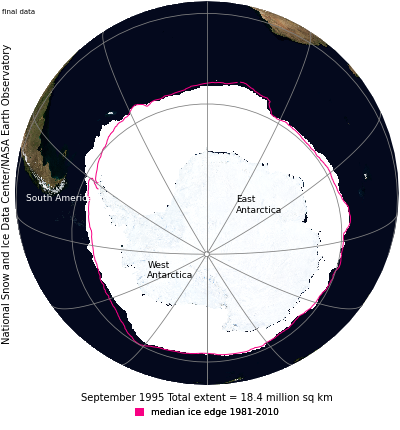 final data
National Snow and Ice Data Center/NASA Earth Observatory
South America
East
Antarctica
West
Antarctica
September 1995 Total extent = 18.4 million sq km
median ice edge 1981-2010